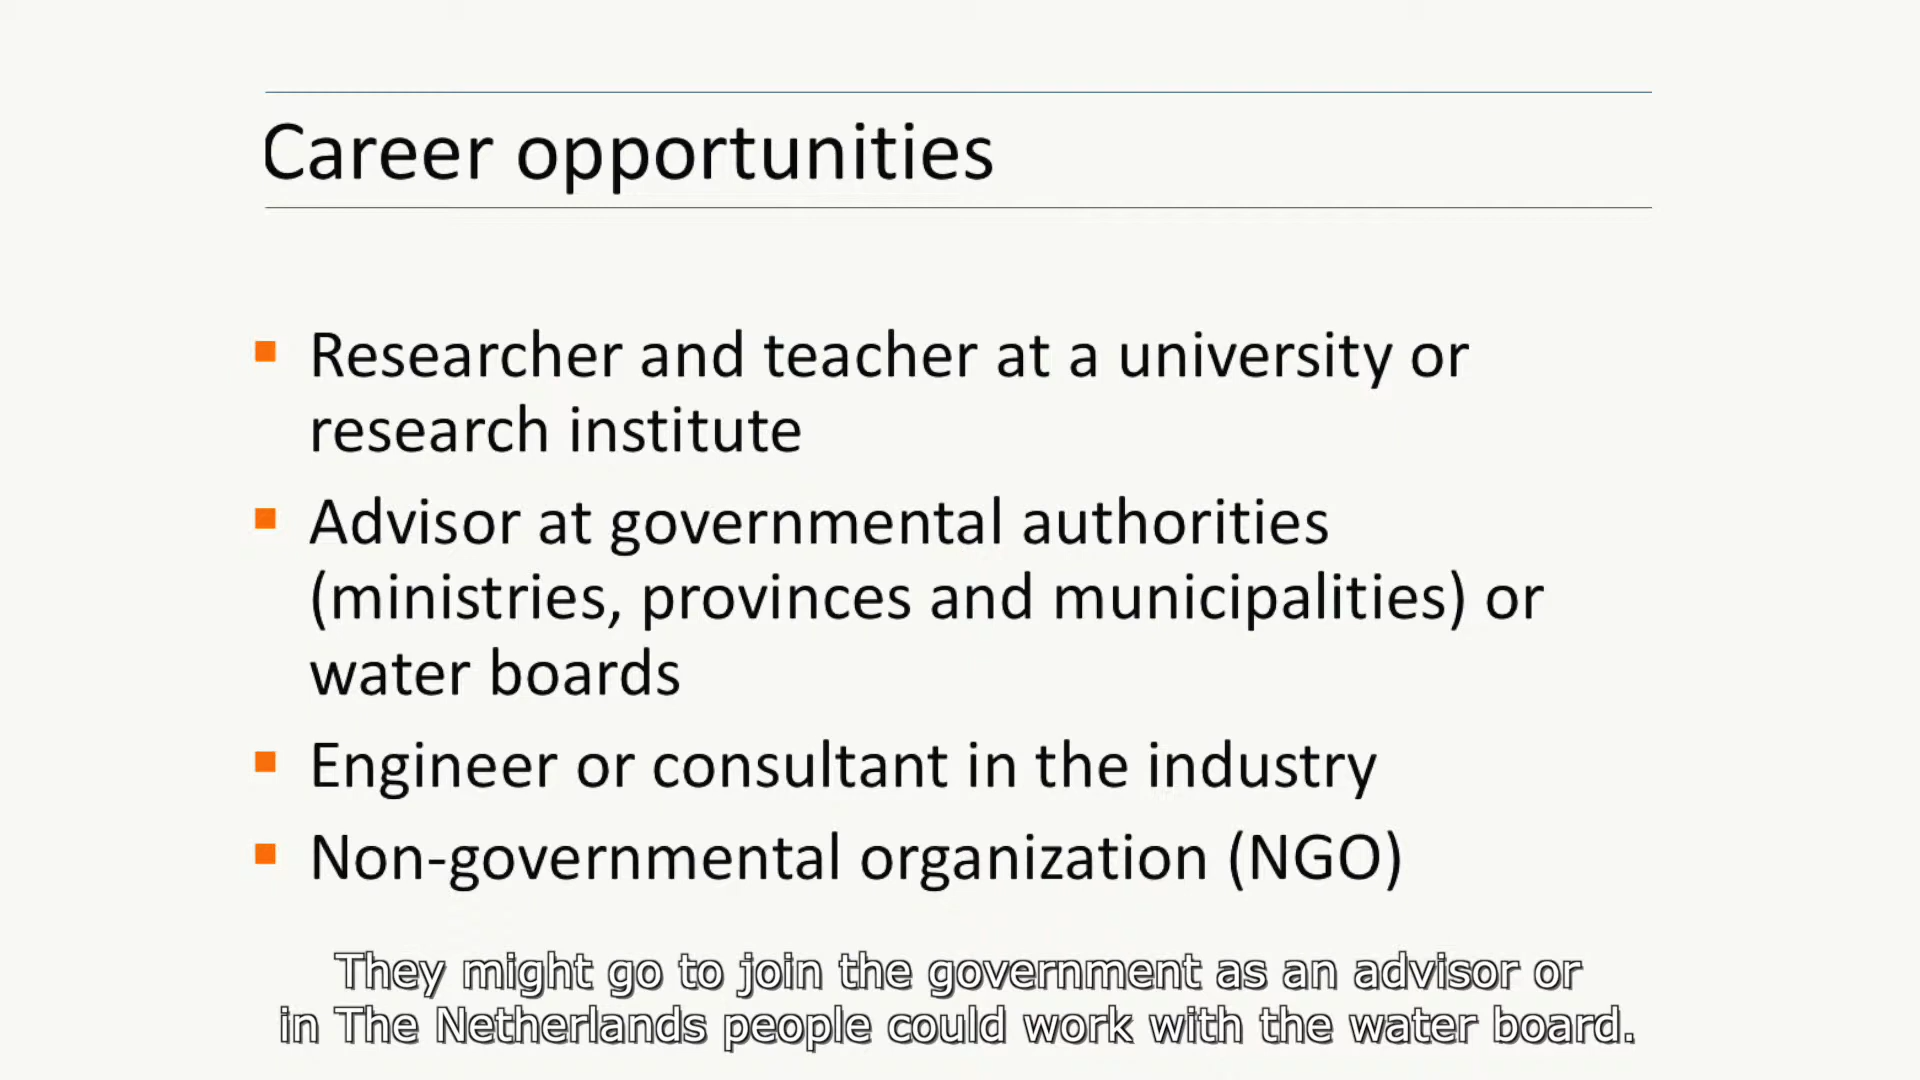 Career opportunities
Researcher and teacher at a university or
research institute
Advisor at governmental authorities
(ministries, provinces and municipalities) or
water boards
Engineer or consultant in the industry
Non-governmental organization (NGO)
They might go to join the government as an advisor or
in The Netherlands people could work with the water board.